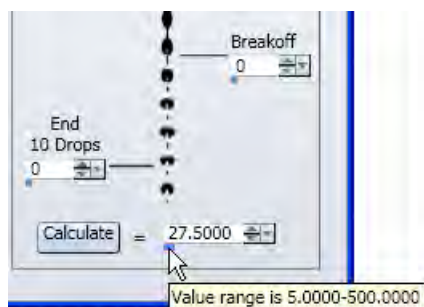 Breakoff
0
End
10 Drops
0
Calculate = 27.5000
Value range is 5.0000-500.0000